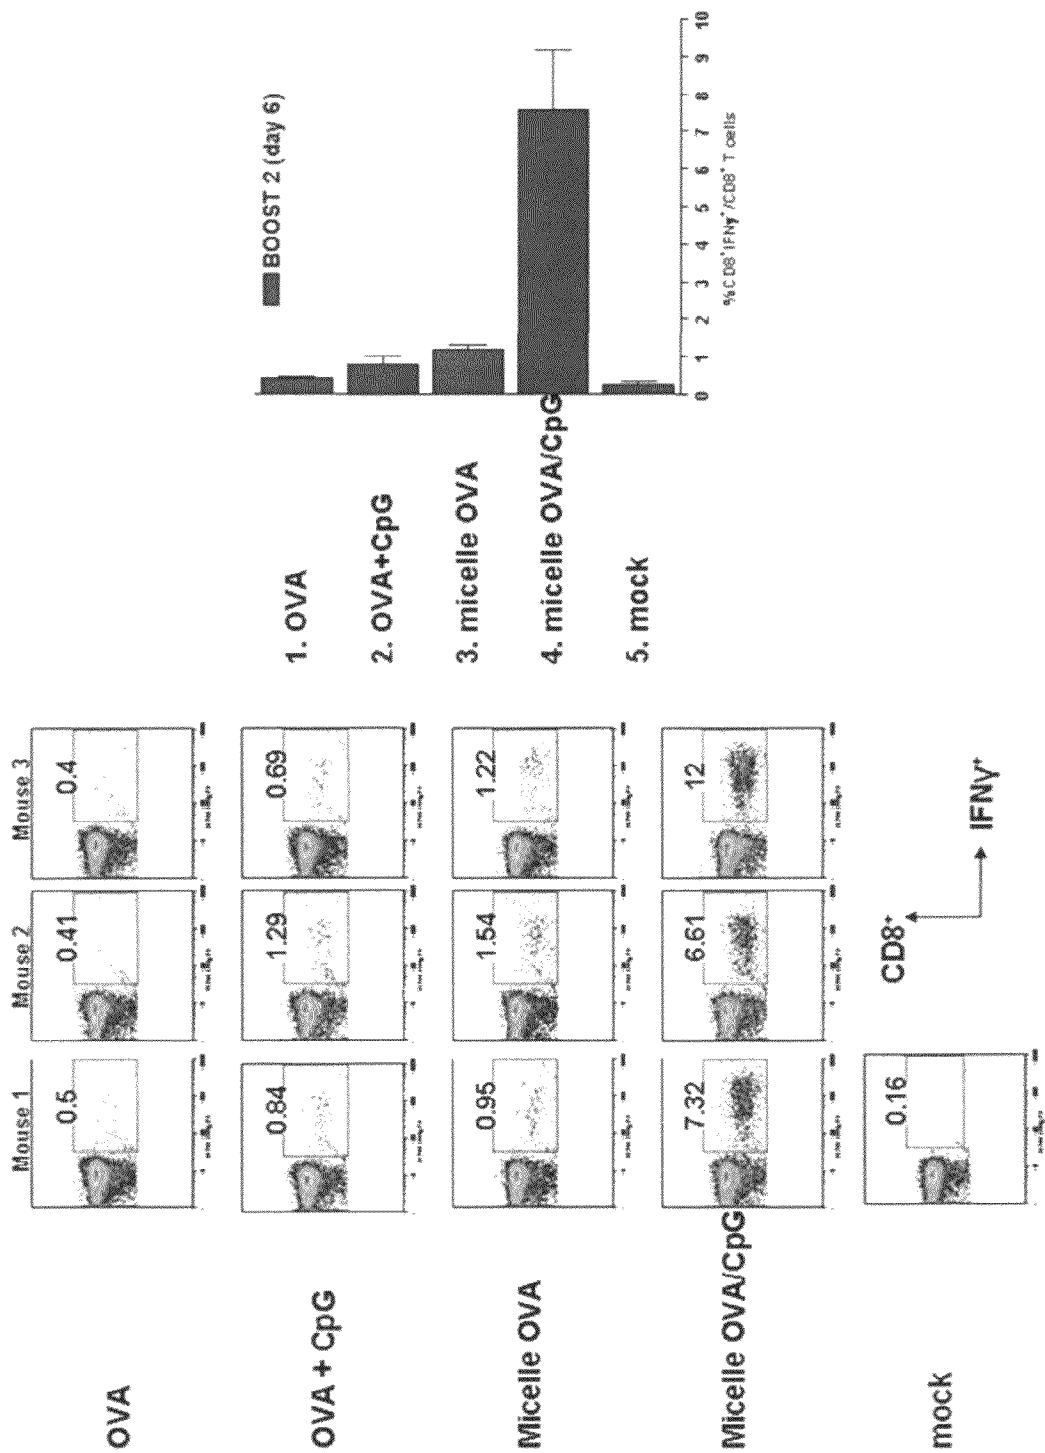 Mouse 1
Mouse 2
Mouse 3
OVA
0.5
0.41
0.4
OVA + CpG
0.84
1.29
0.69
Micelle OVA
0.95
1.54
1.22
Micelle OVA/CpG
7.32
6.61
12
mock
0.16
CD8⁺
IFNγ⁺
BOOST 2 (day 6)
1. OVA
2. OVA+CpG
3. micelle OVA
4. micelle OVA/CpG
5. mock
0 1 2 3 4 5 6 7 8 9 10
%CD8⁺IFNγ⁺/CD8⁺ T cells